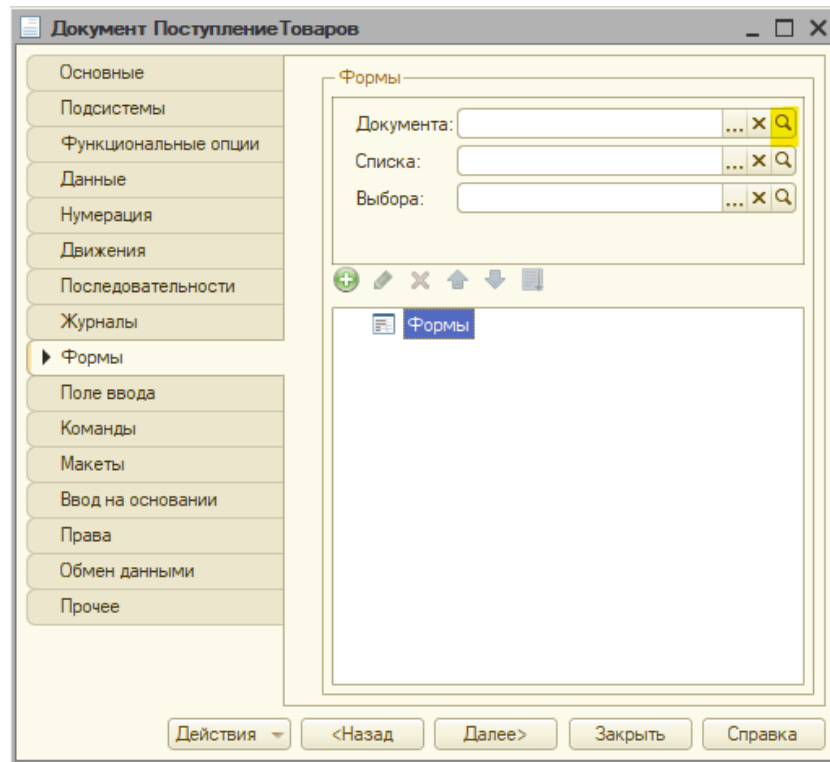 Документ ПоступлениеТоваров
Основные
Подсистемы
Функциональные опции
Данные
Нумерация
Движения
Последовательности
Журналы
Формы
Поле ввода
Команды
Макеты
Ввод на основании
Права
Обмен данными
Прочее
Формы
Документа:
Списка:
Выбора:
Формы
Действия <Назад Далее> Закрыть Справка